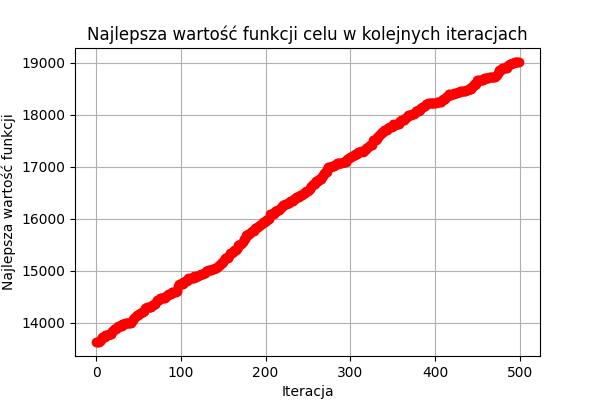 Najlepsza wartość funkcji celu w kolejnych iteracjach
Najlepsza wartość funkcji
19000
18000
17000
16000
15000
14000
0 100 200 300 400 500
Iteracja